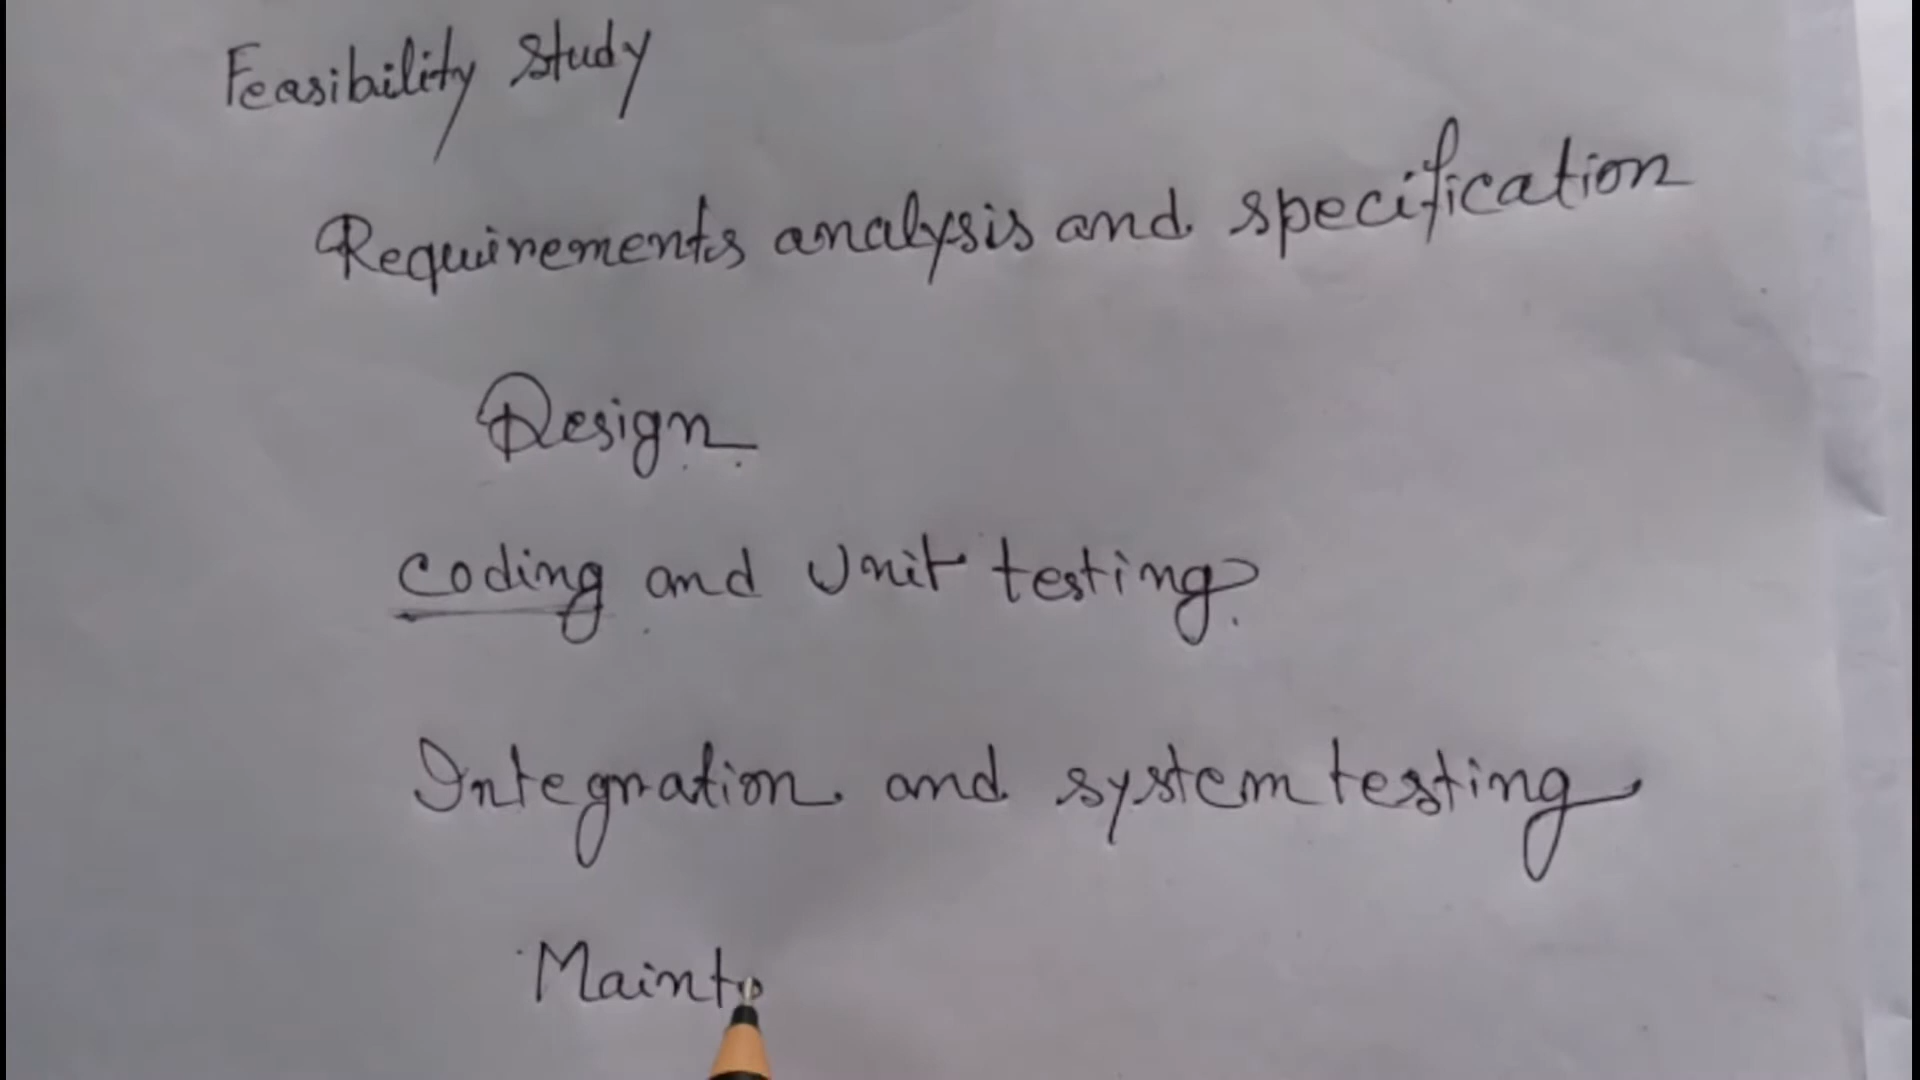 Feasibility study
Requirements analysis and specification
Design
Coding and Unit testing
Integration and system testing
Mainte